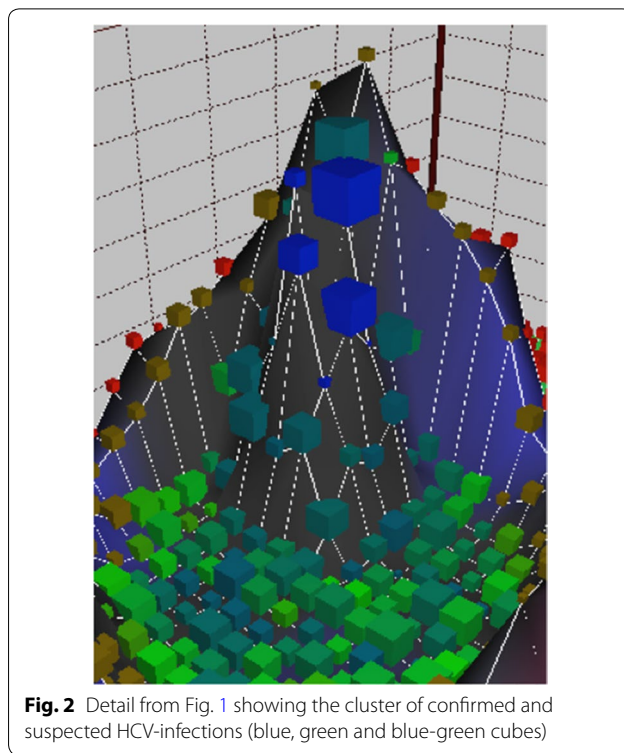 Fig. 2 Detail from Fig. 1 showing the cluster of confirmed and
suspected HCV-infections (blue, green and blue-green cubes)